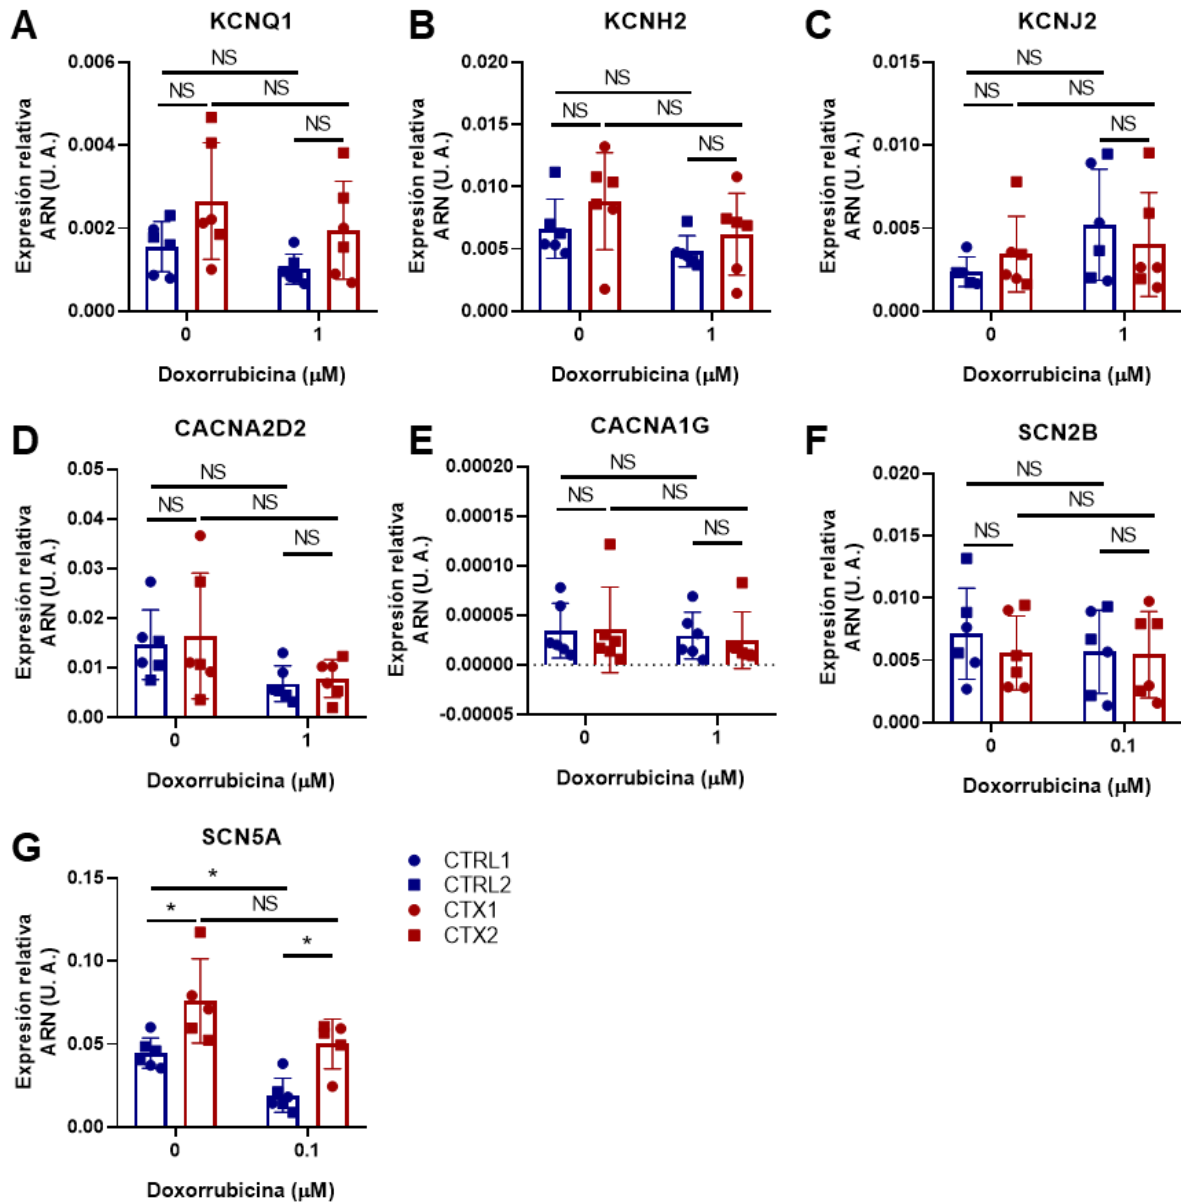 A
KCNQ1
Expresión relativa
ARN (U. A.)
0.006
0.004
0.002
0.000
NS
NS
NS
NS
0
1
Doxorrubicina (μM)
B
KCNH2
Expresión relativa
ARN (U. A.)
0.020
0.015
0.010
0.005
0.000
NS
NS
NS
NS
0
1
Doxorrubicina (μM)
C
KCNJ2
Expresión relativa
ARN (U. A.)
0.015
0.010
0.005
0.000
NS
NS
NS
NS
0
1
Doxorrubicina (μM)
D
CACNA2D2
Expresión relativa
ARN (U. A.)
0.05
0.04
0.03
0.02
0.01
0.00
NS
NS
NS
NS
0
1
Doxorrubicina (μM)
E
CACNA1G
Expresión relativa
ARN (U. A.)
0.00020
0.00015
0.00010
0.00005
0.00000
-0.00005
NS
NS
NS
NS
0
1
Doxorrubicina (μM)
F
SCN2B
Expresión relativa
ARN (U. A.)
0.020
0.015
0.010
0.005
0.000
NS
NS
NS
NS
0
0.1
Doxorrubicina (μM)
G
SCN5A
Expresión relativa
ARN (U. A.)
0.15
0.10
0.05
0.00
*
*
NS
*
0
0.1
Doxorrubicina (μM)
CTRL1
CTRL2
CTX1
CTX2